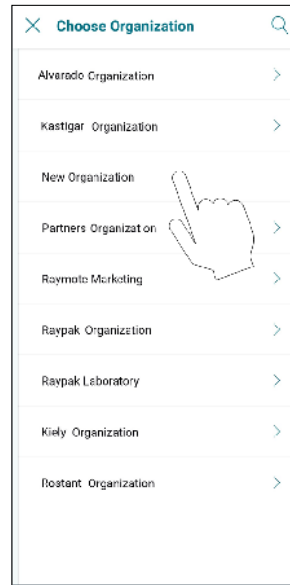 Choose Organization
Alvarado Organization
Kastigar Organization
New Organization
Partners Organization
Raymote Marketing
Raypak Organization
Raypak Laboratory
Kiely Organization
Rostant Organization